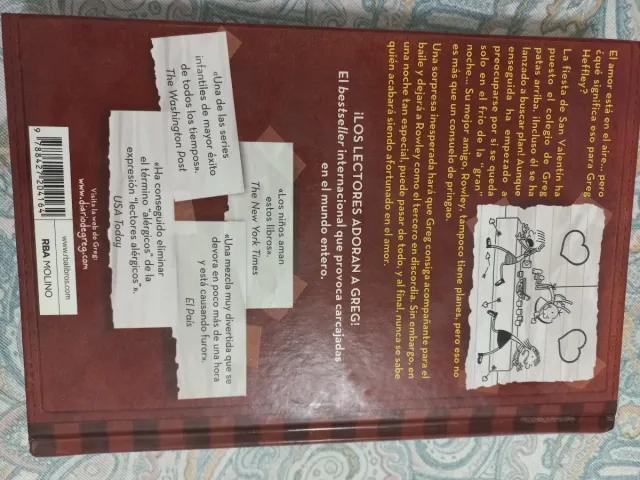 El amor está en el aire, pero
¿qué significa eso para Greg
Heffley?
La fiesta de San Valentín ha
puesto el colegio de Greg
patas arriba, ¡incluso él se ha
lanzado a buscar plan! Aunque
enseguida ha empezado a
preocuparse por si se queda
solo en el frío de la "gran"
noche... Su mejor amigo, Rowley, tampoco tiene planes, pero eso no
es más que un consuelo de pringao.
Una sorpresa inesperada hará que Greg consiga acompañante para el
baile y dejará a Rowley como el tercero en discordia. Sin embargo, en
una noche tan especial, puede pasar de todo, y al final, nunca se sabe
quién acabará siendo afortunado en el amor.
¡LOS LECTORES ADORAN A GREG!
El bestseller internacional que provoca carcajadas
en el mundo entero.
«Una de las series
infantiles de mayor éxito
de todos los tiempos».
The Washington Post
«Los niños aman
estos libros».
The New York Times
«Ha conseguido eliminar
el término "alérgicos" de la
expresión "lectores alérgicos"».
USA Today
«Una mezcla muy divertida que se
devora en poco más de una hora
y está causando furor».
El País
Visita la web de Greg:
www.diariodegreg.com
9 788427 204164
RBA MOLINO
www.rbalibros.com